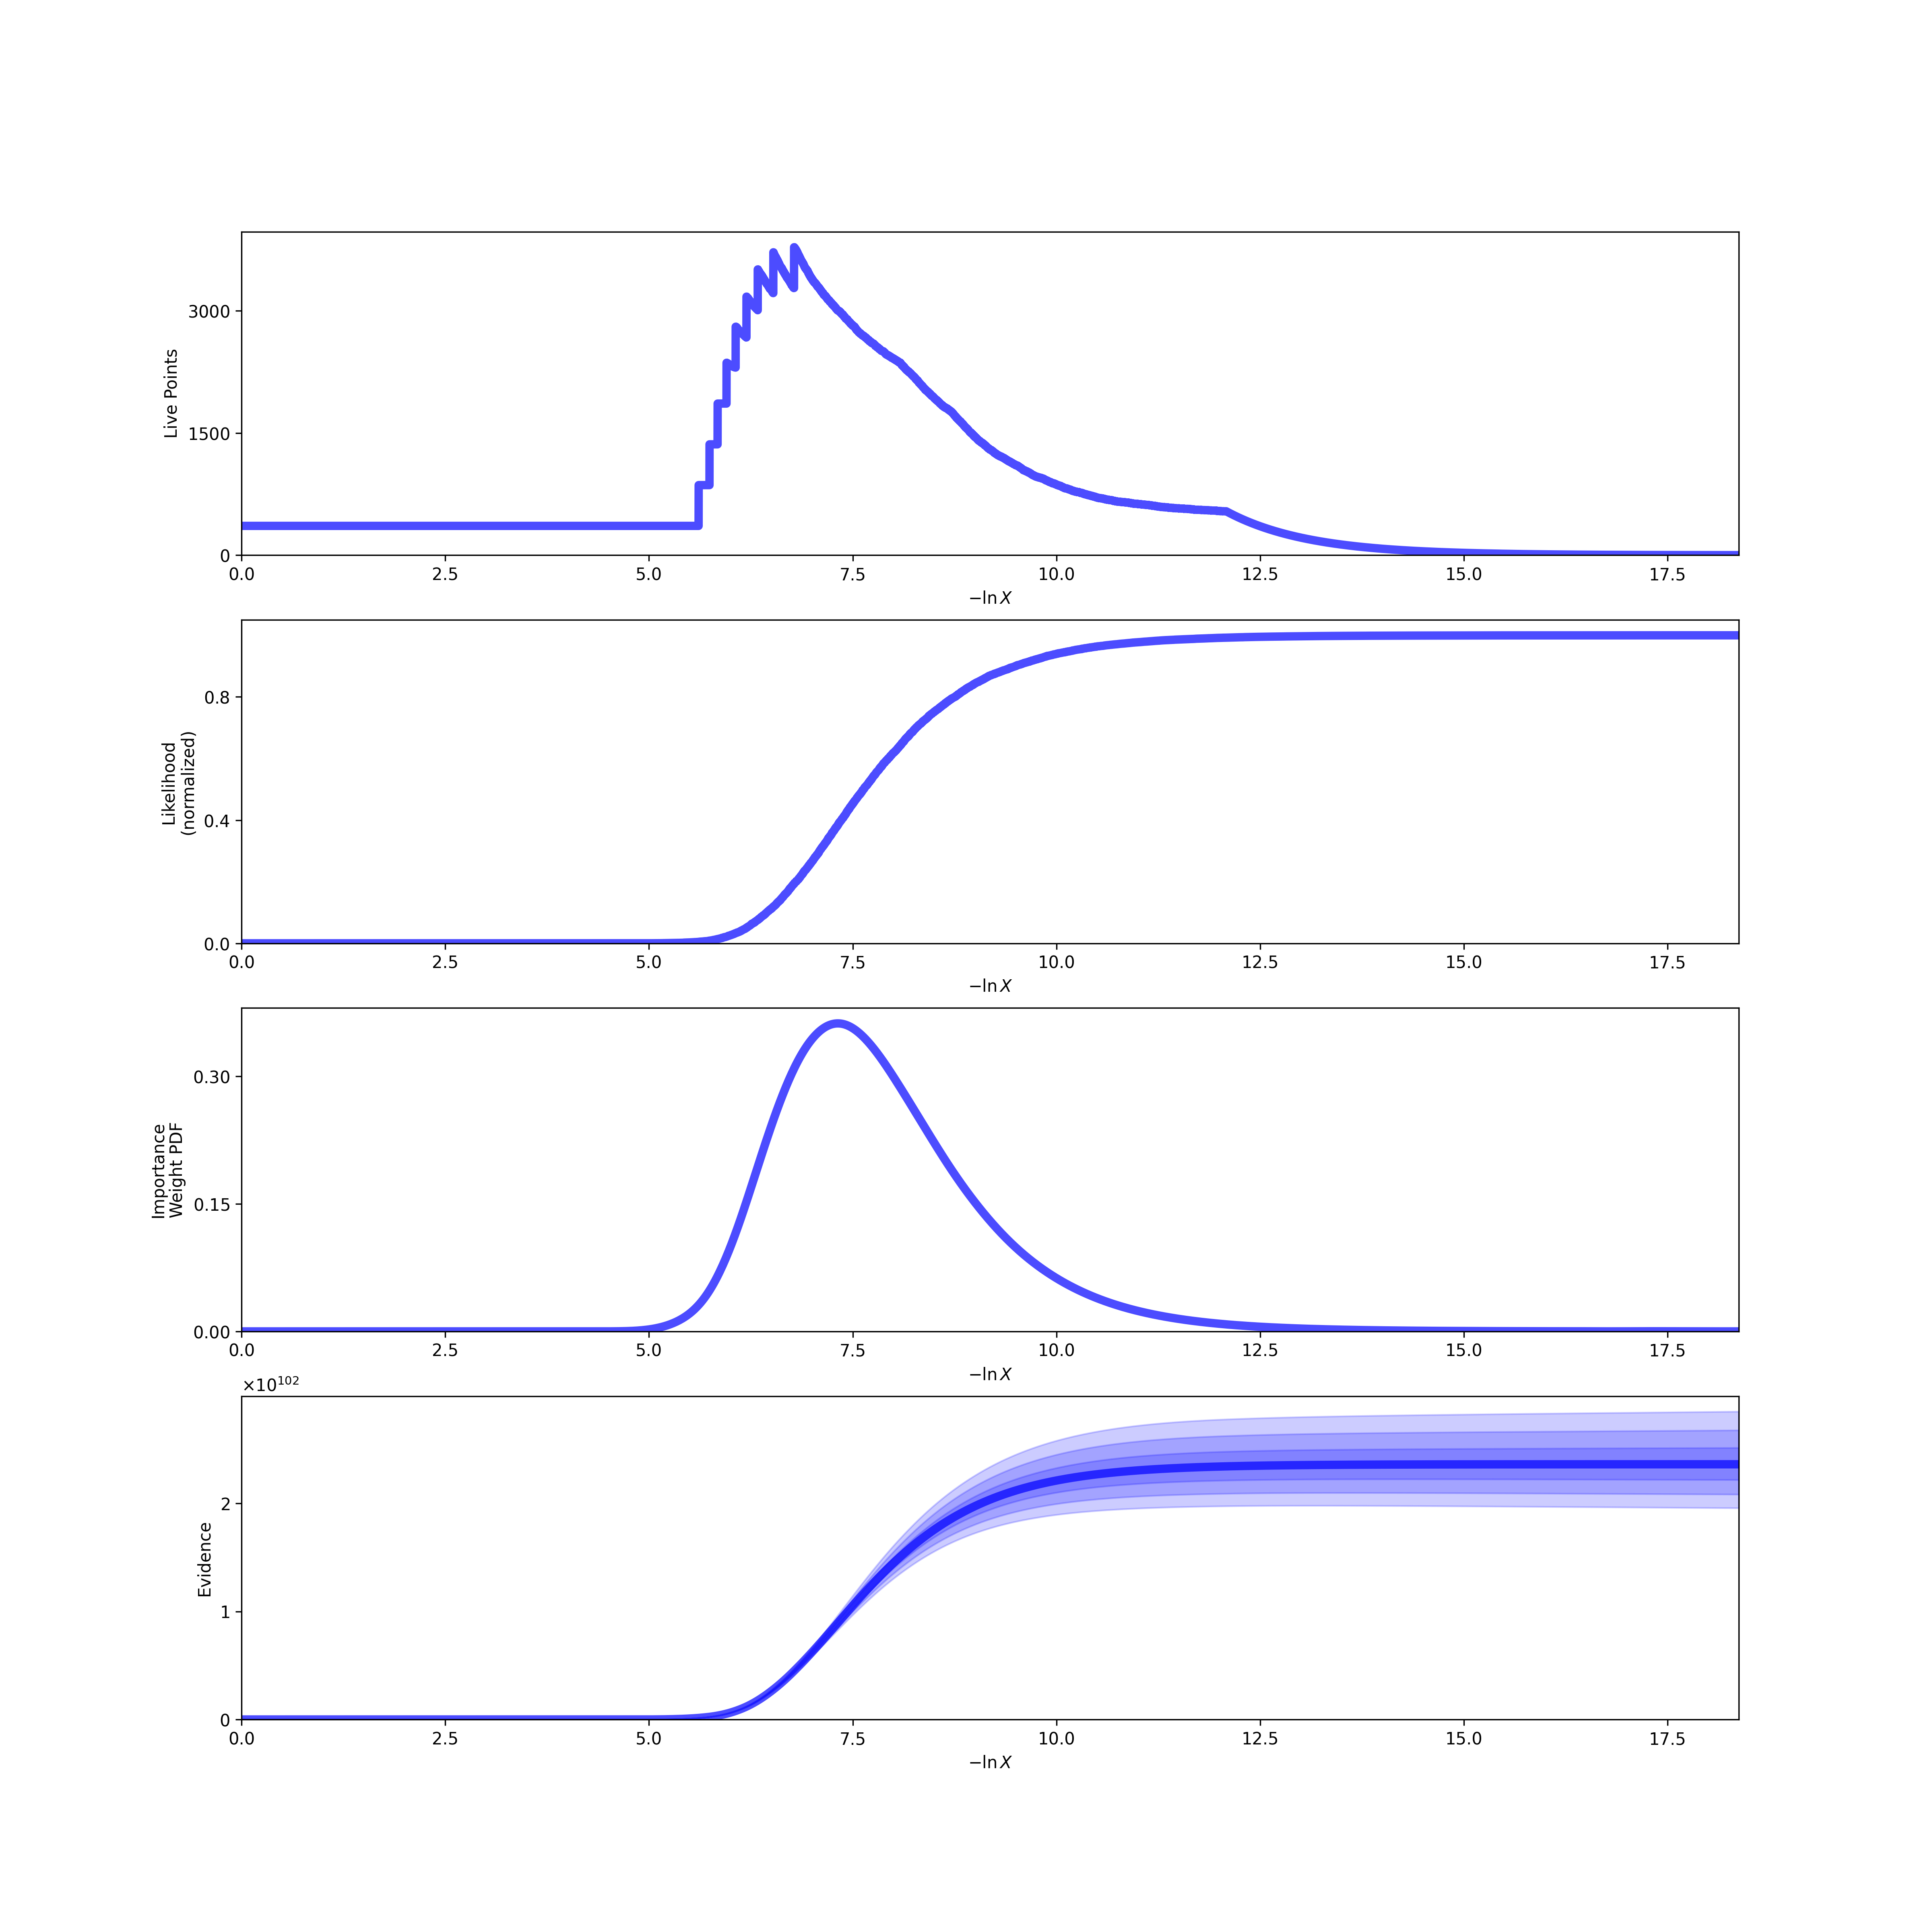 3000
1500
0
Live Points
0.0 2.5 5.0 7.5 10.0 12.5 15.0 17.5
−ln X
0.8
0.4
0.0
Likelihood
(normalized)
0.0 2.5 5.0 7.5 10.0 12.5 15.0 17.5
−ln X
0.30
0.15
0.00
Importance
Weight PDF
0.0 2.5 5.0 7.5 10.0 12.5 15.0 17.5
−ln X
×10¹⁰²
2
1
0
Evidence
0.0 2.5 5.0 7.5 10.0 12.5 15.0 17.5
−ln X